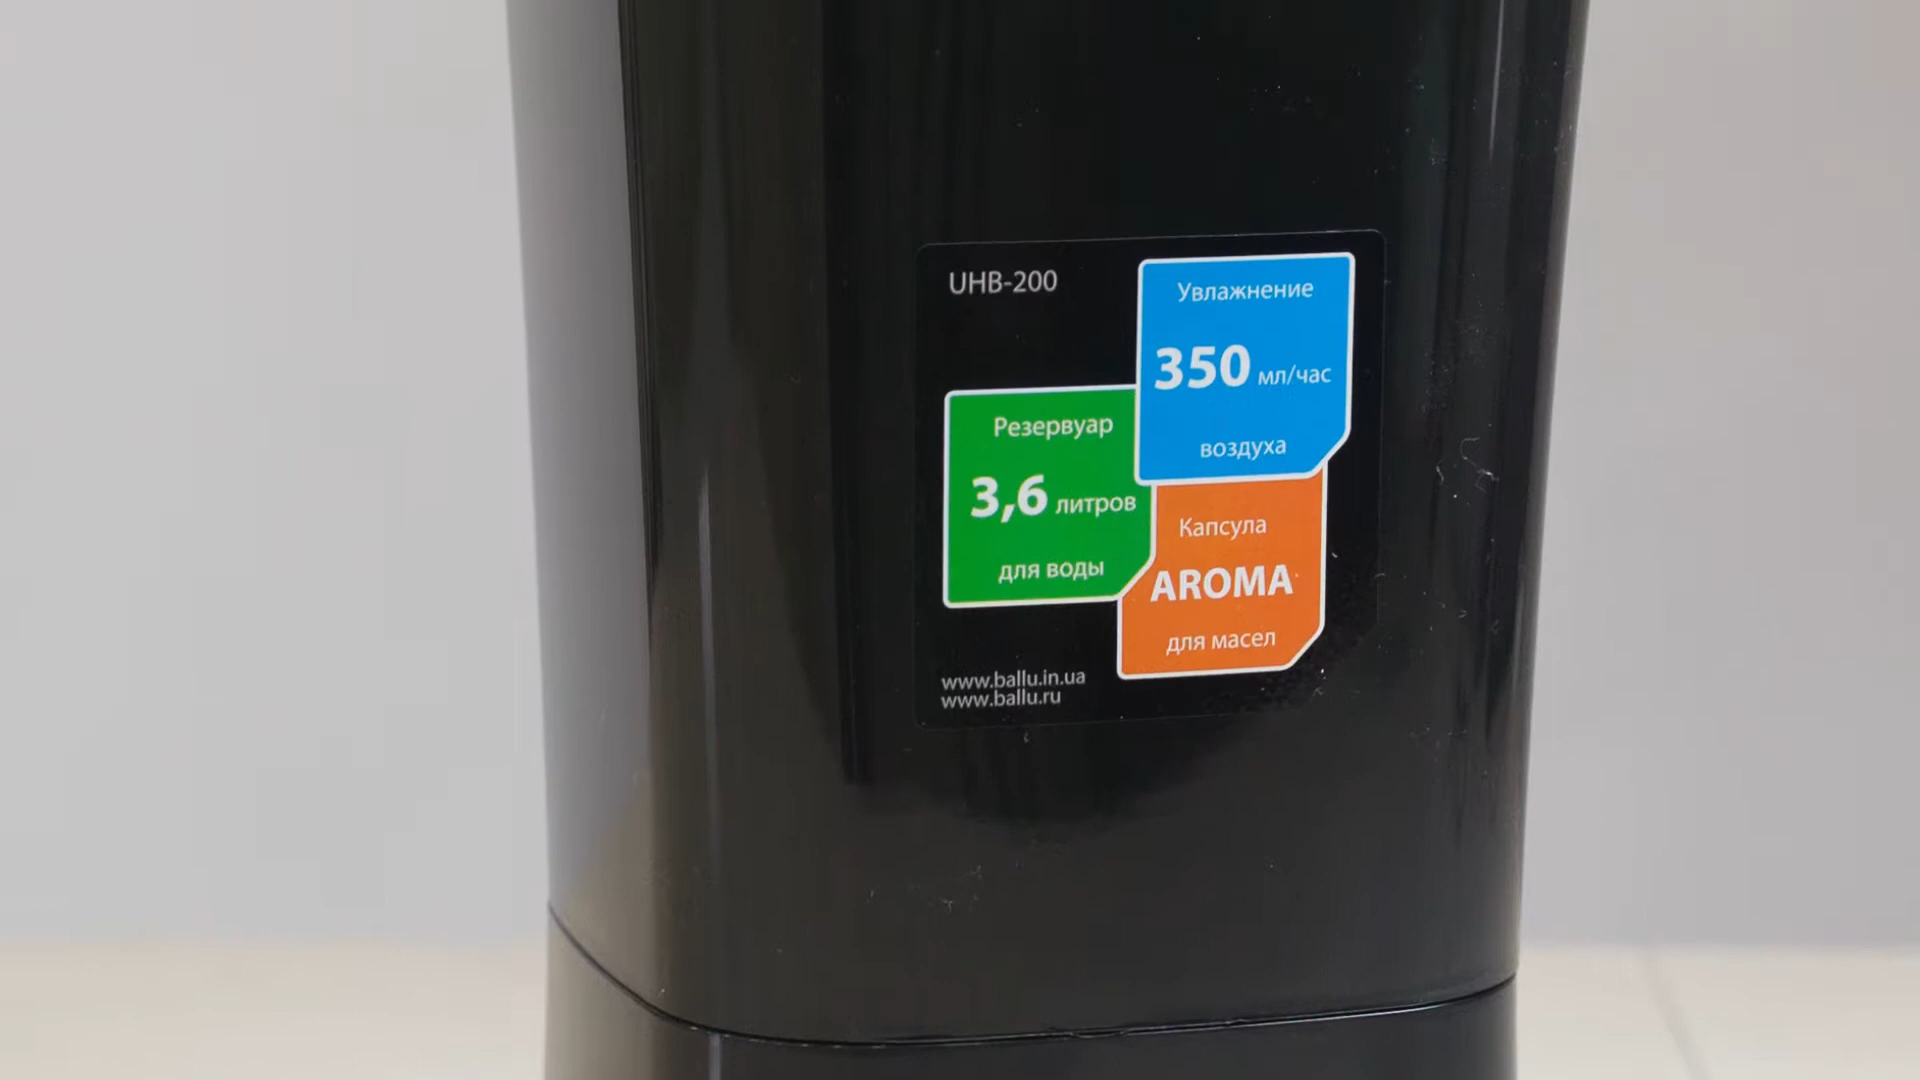 UHB-200
Увлажнение
350 мл/час
воздуха
Резервуар
3,6 литров
для воды
Капсула
AROMA
для масел
www.ballu.in.ua
www.ballu.ru